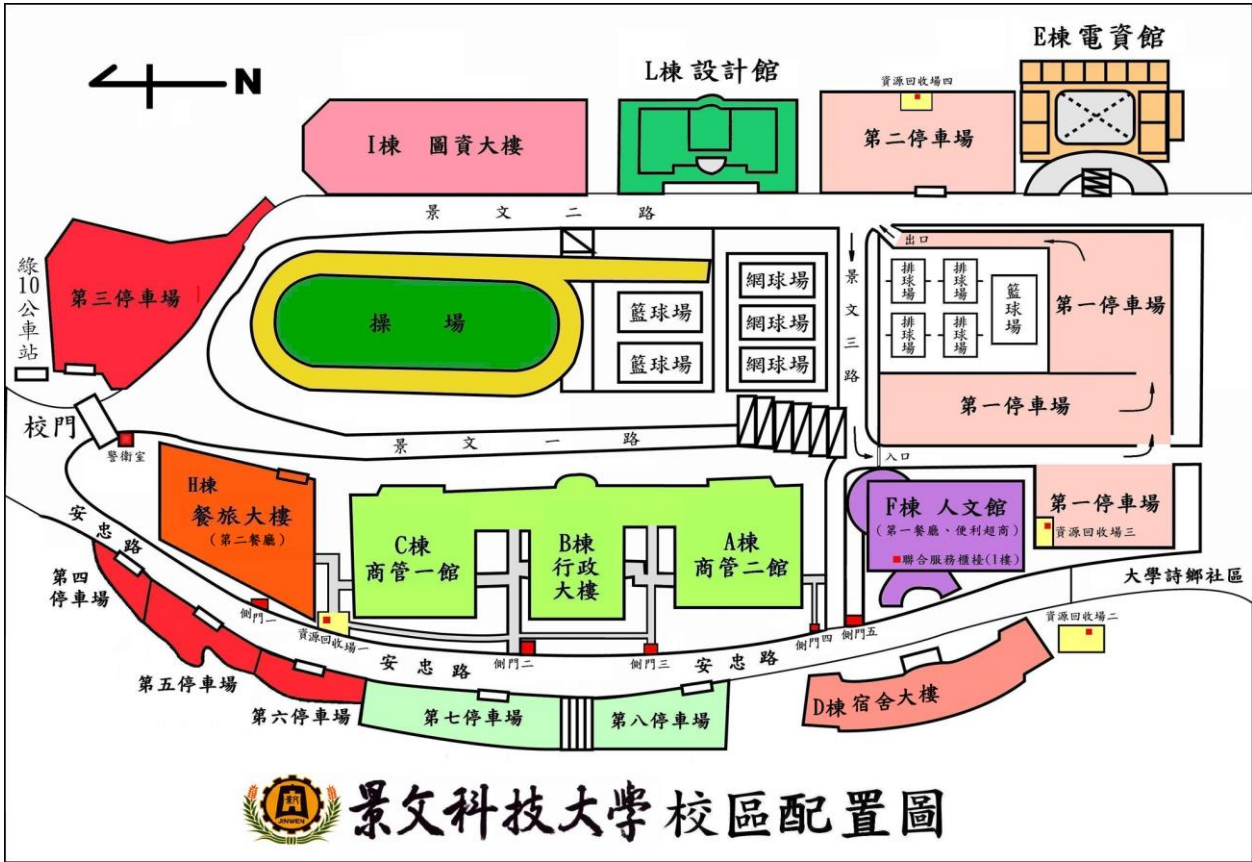 E棟 電資館
L棟 設計館
資源回收場四
N
I棟 圖資大樓
第二停車場
景文二路
出口
綠10公車站
第三停車場
操場
籃球場
籃球場
網球場
網球場
網球場
景文三路
排球場
排球場
排球場
排球場
籃球場
第一停車場
第一停車場
校門
警衛室
景文一路
入口
H棟
餐旅大樓
(第二餐廳)
C棟
商管一館
B棟
行政
大樓
A棟
商管二館
F棟 人文館
(第一餐廳、便利超商)
聯合服務櫃檯(1樓)
第一停車場
資源回收場三
安忠路
第四
停車場
側門一
資源回收場一
大學詩鄉社區
資源回收場二
安忠路
側門二
側門三
安忠路
側門四
側門五
第五停車場
第六停車場
第七停車場
第八停車場
D棟宿舍大樓
JINWEN
景文科技大學校區配置圖